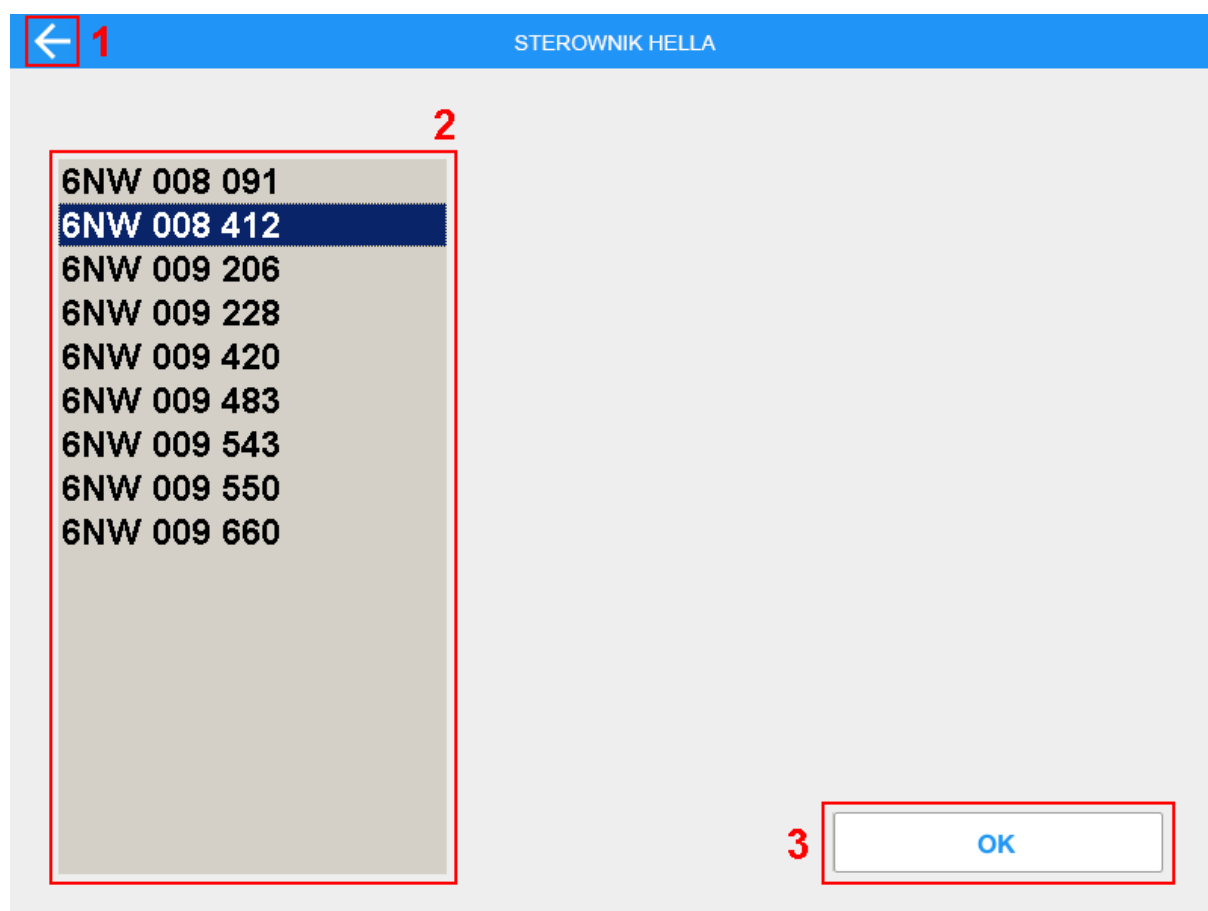 1
STEROWNIK HELLA
2
6NW 008 091
6NW 008 412
6NW 009 206
6NW 009 228
6NW 009 420
6NW 009 483
6NW 009 543
6NW 009 550
6NW 009 660
3
OK